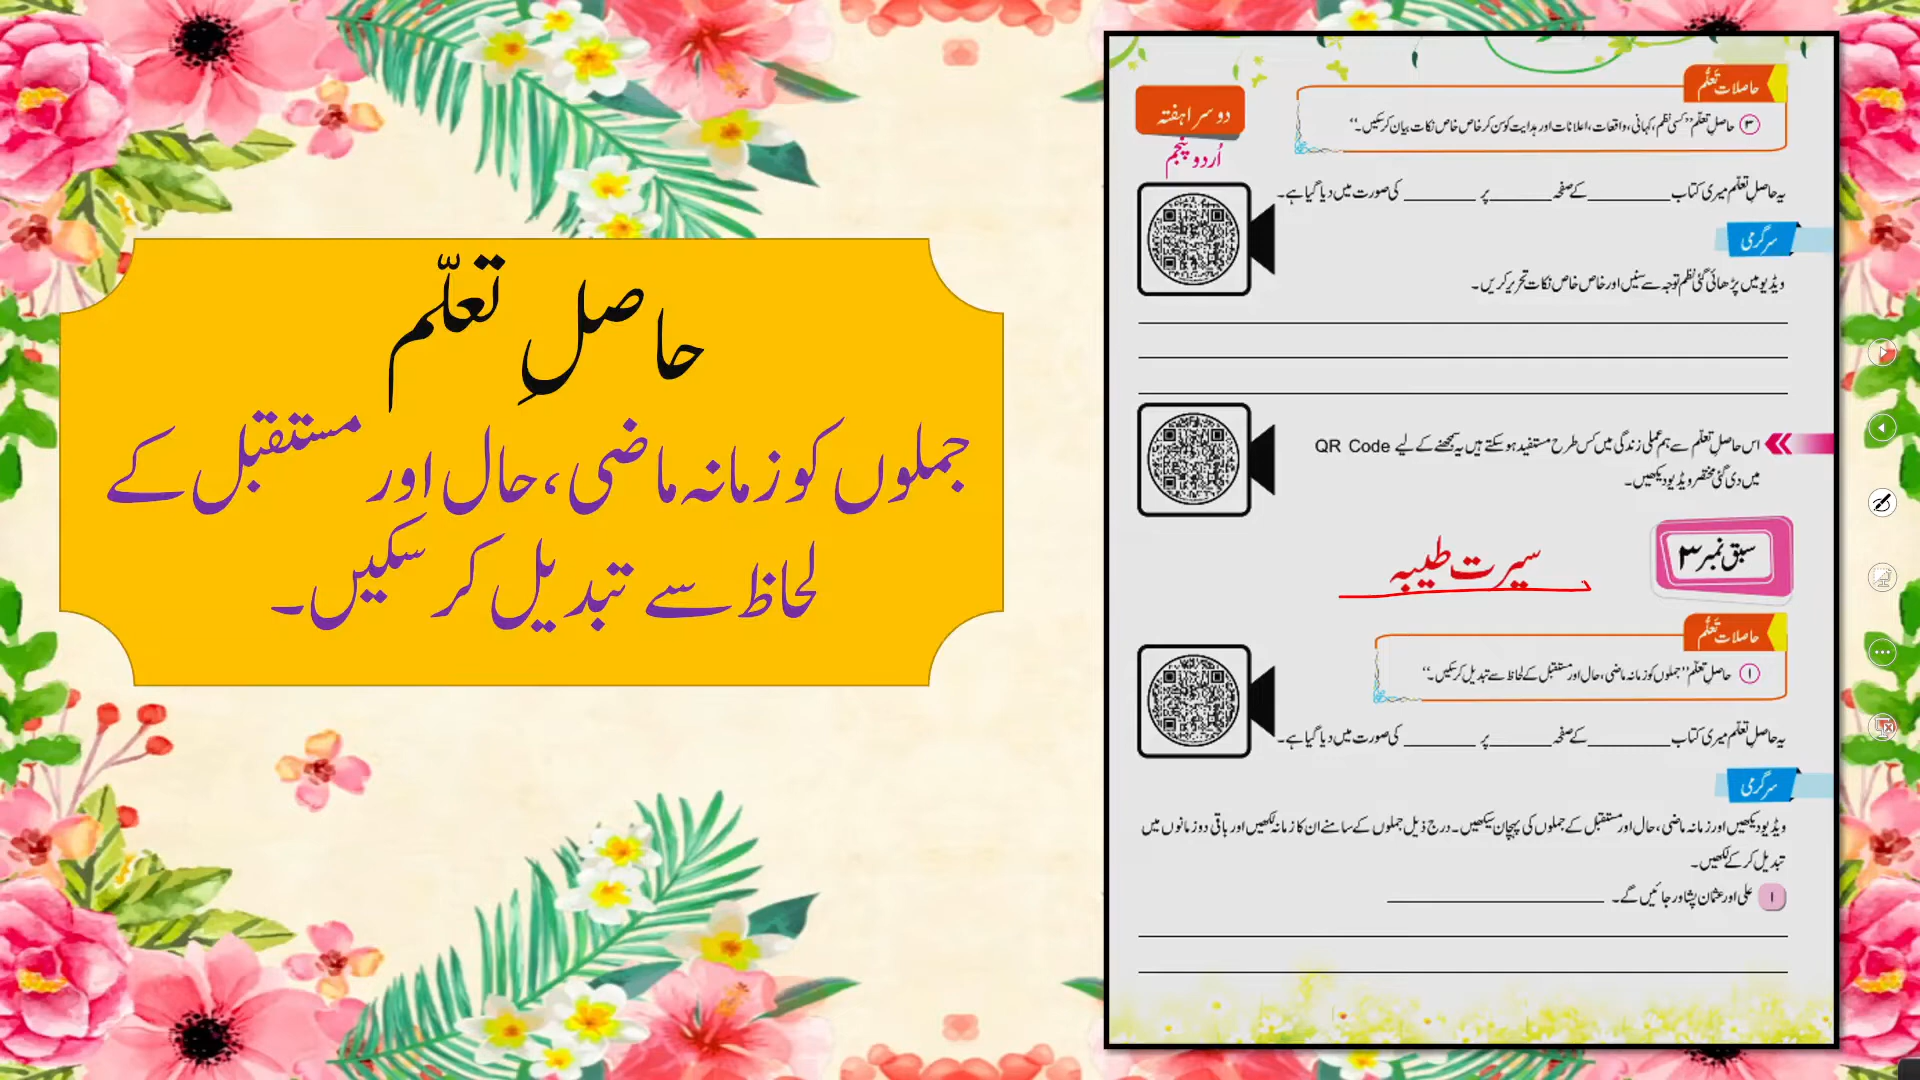 حاصلِ تعلّم
جملوں کو زمانہ ماضی، حال اور مستقبل کے
لحاظ سے تبدیل کر سکیں۔
حاصلات تَعلُّم
دوسرا ہفتہ
۳ حاصلِ تعلّم ”کسی نظم، کہانی، واقعات، اعلانات اور ہدایت کو سن کر خاص خاص نکات بیان کر سکیں۔“
اُردو پنجم
یہ حاصلِ تعلّم میری کتاب ________ کے صفحہ ______ پر _______ کی صورت میں دیا گیا ہے۔
سرگرمی
ویڈیو میں پڑھائی گئی نظم توجہ سے سنیں اور خاص خاص نکات تحریر کریں۔
اس حاصلِ تعلّم سے ہم عملی زندگی میں کس طرح مستفید ہو سکتے ہیں یہ سمجھنے کے لیے QR Code
میں دی گئی مختصر ویڈیو دیکھیں۔
سبق نمبر ۳
سیرت طیبہ
حاصلات تَعلُّم
۱ حاصلِ تعلّم ”جملوں کو زمانہ ماضی، حال اور مستقبل کے لحاظ سے تبدیل کر سکیں۔“
یہ حاصلِ تعلّم میری کتاب ________ کے صفحہ ______ پر _______ کی صورت میں دیا گیا ہے۔
سرگرمی
ویڈیو دیکھیں اور زمانہ ماضی، حال اور مستقبل کے جملوں کی پہچان سیکھیں۔ درج ذیل جملوں کے سامنے ان کا زمانہ لکھیں اور باقی دو زمانوں میں
تبدیل کر کے لکھیں۔
۱ علی اور عثمان پشاور جائیں گے۔ ____________________